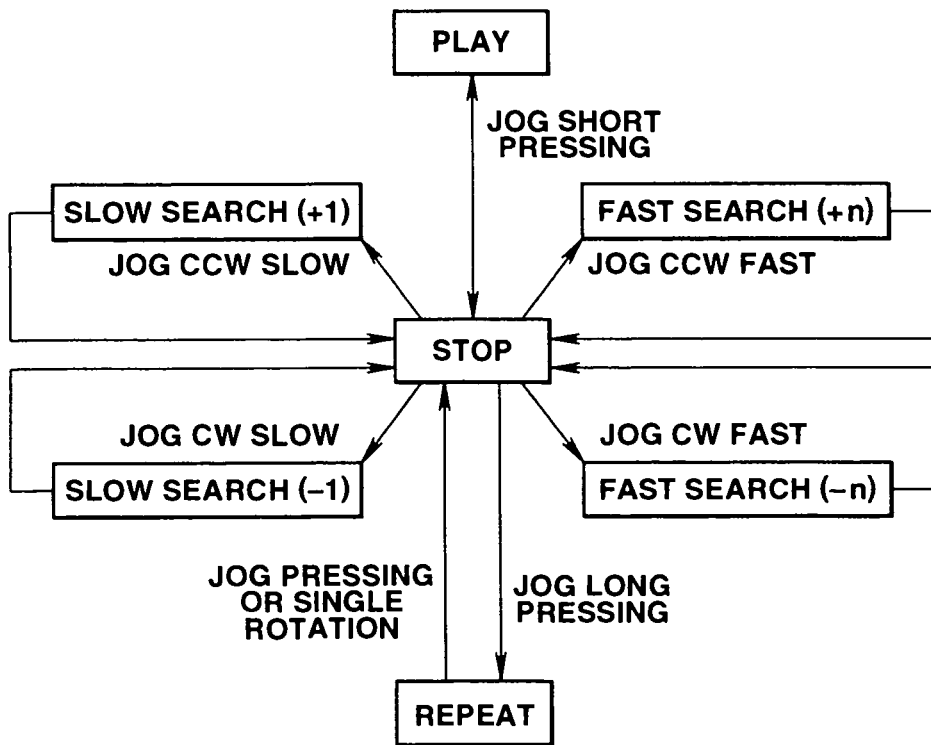 PLAY
JOG SHORT
PRESSING
SLOW SEARCH (+1)
FAST SEARCH (+n)
JOG CCW SLOW
JOG CCW FAST
STOP
JOG CW SLOW
JOG CW FAST
SLOW SEARCH (−1)
FAST SEARCH (−n)
JOG PRESSING
OR SINGLE
ROTATION
JOG LONG
PRESSING
REPEAT